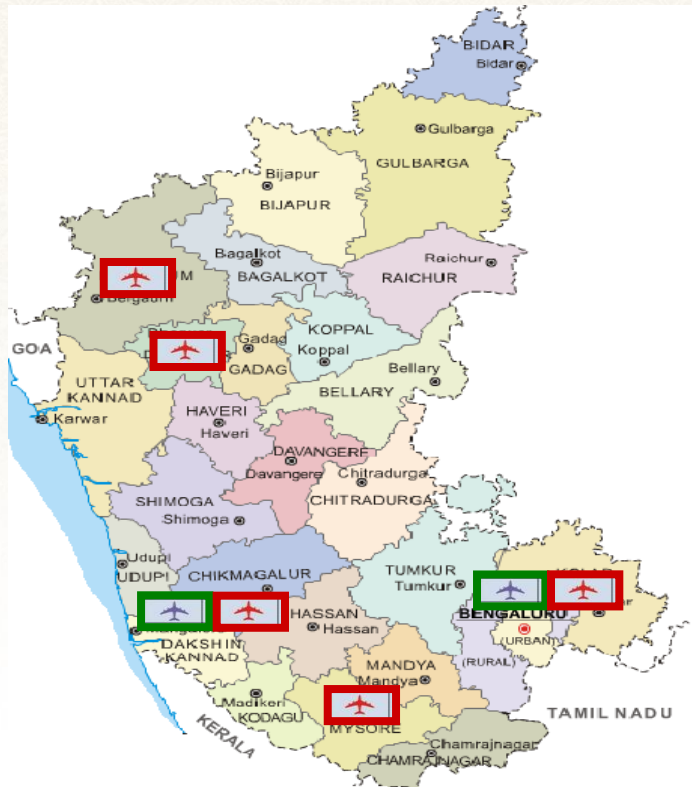 BIDAR
Bidar
Gulbarga
GULBARGA
Bijapur
BIJAPUR
Bagalkot
BAGALKOT
Raichur
RAICHUR
UM
KOPPAL
Koppal
Gadag
GADAG
GOA
Bellary
BELLARY
UTTAR
KANNAD
Karwar
HAVERI
Haveri
DAVANGERE
Davangere
Chitradurga
CHITRADURGA
SHIMOGA
Shimoga
Udupi
UDUPI
CHIKMAGALUR
TUMKUR
Tumkur
HASSAN
Hassan
BENGALURU
(URBAN)
(RURAL)
DAKSHIN
KANNAD
MANDYA
Mandya
Madikeri
KODAGU
MYSORE
KERALA
TAMIL NADU
Chamrajnagar
CHAMRAJNAGAR